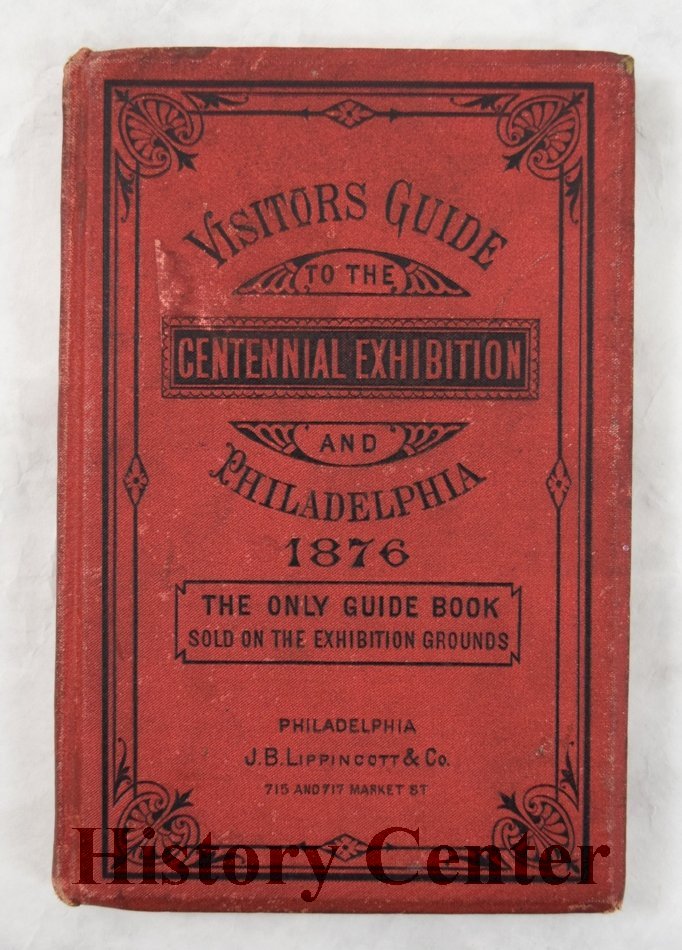 VISITORS GUIDE
TO THE
CENTENNIAL EXHIBITION
AND
PHILADELPHIA
1876
THE ONLY GUIDE BOOK
SOLD ON THE EXHIBITION GROUNDS
PHILADELPHIA
J.B. LIPPINCOTT & CO.
715 AND 717 MARKET ST
History Center